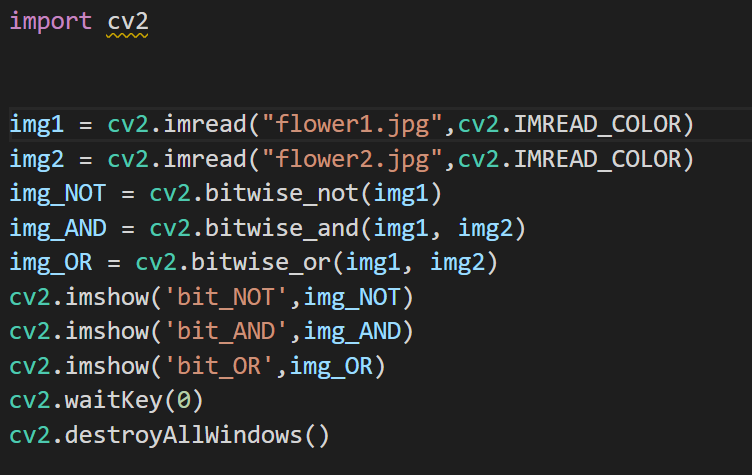 import cv2
img1 = cv2.imread("flower1.jpg",cv2.IMREAD_COLOR)
img2 = cv2.imread("flower2.jpg",cv2.IMREAD_COLOR)
img_NOT = cv2.bitwise_not(img1)
img_AND = cv2.bitwise_and(img1, img2)
img_OR = cv2.bitwise_or(img1, img2)
cv2.imshow('bit_NOT',img_NOT)
cv2.imshow('bit_AND',img_AND)
cv2.imshow('bit_OR',img_OR)
cv2.waitKey(0)
cv2.destroyAllWindows()